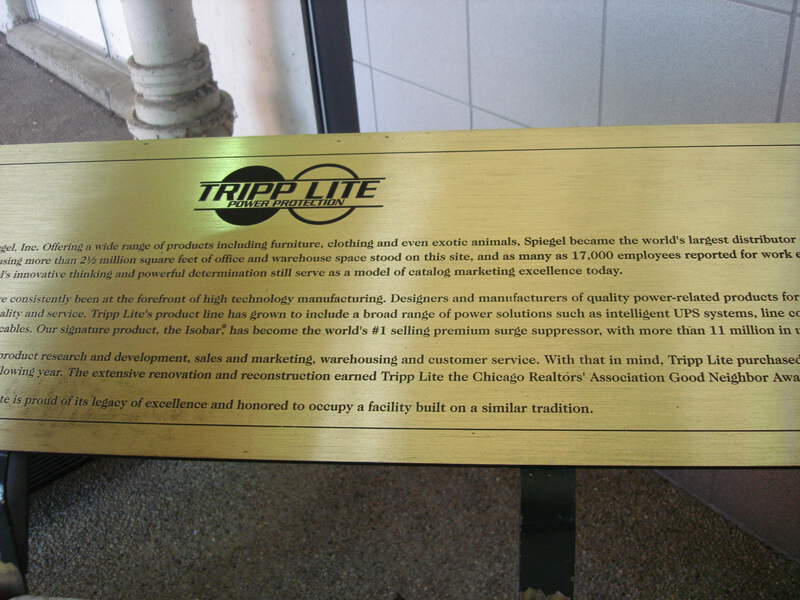 TRIPP LITE
POWER PROTECTION
Inc. Offering a wide range of products including furniture, clothing and even exotic animals, Spiegel became the world's largest distributor
more than 2½ million square feet of office and warehouse space stood on this site, and as many as 17,000 employees reported for work
innovative thinking and powerful determination still serve as a model of catalog marketing excellence today.
consistently been at the forefront of high technology manufacturing. Designers and manufacturers of quality power-related products for
and service. Tripp Lite's product line has grown to include a broad range of power solutions such as intelligent UPS systems, line
cables. Our signature product, the Isobar,® has become the world's #1 selling premium surge suppressor, with more than 11 million in
product research and development, sales and marketing, warehousing and customer service. With that in mind, Tripp Lite purchased
year. The extensive renovation and reconstruction earned Tripp Lite the Chicago Realtors' Association Good Neighbor
is proud of its legacy of excellence and honored to occupy a facility built on a similar tradition.